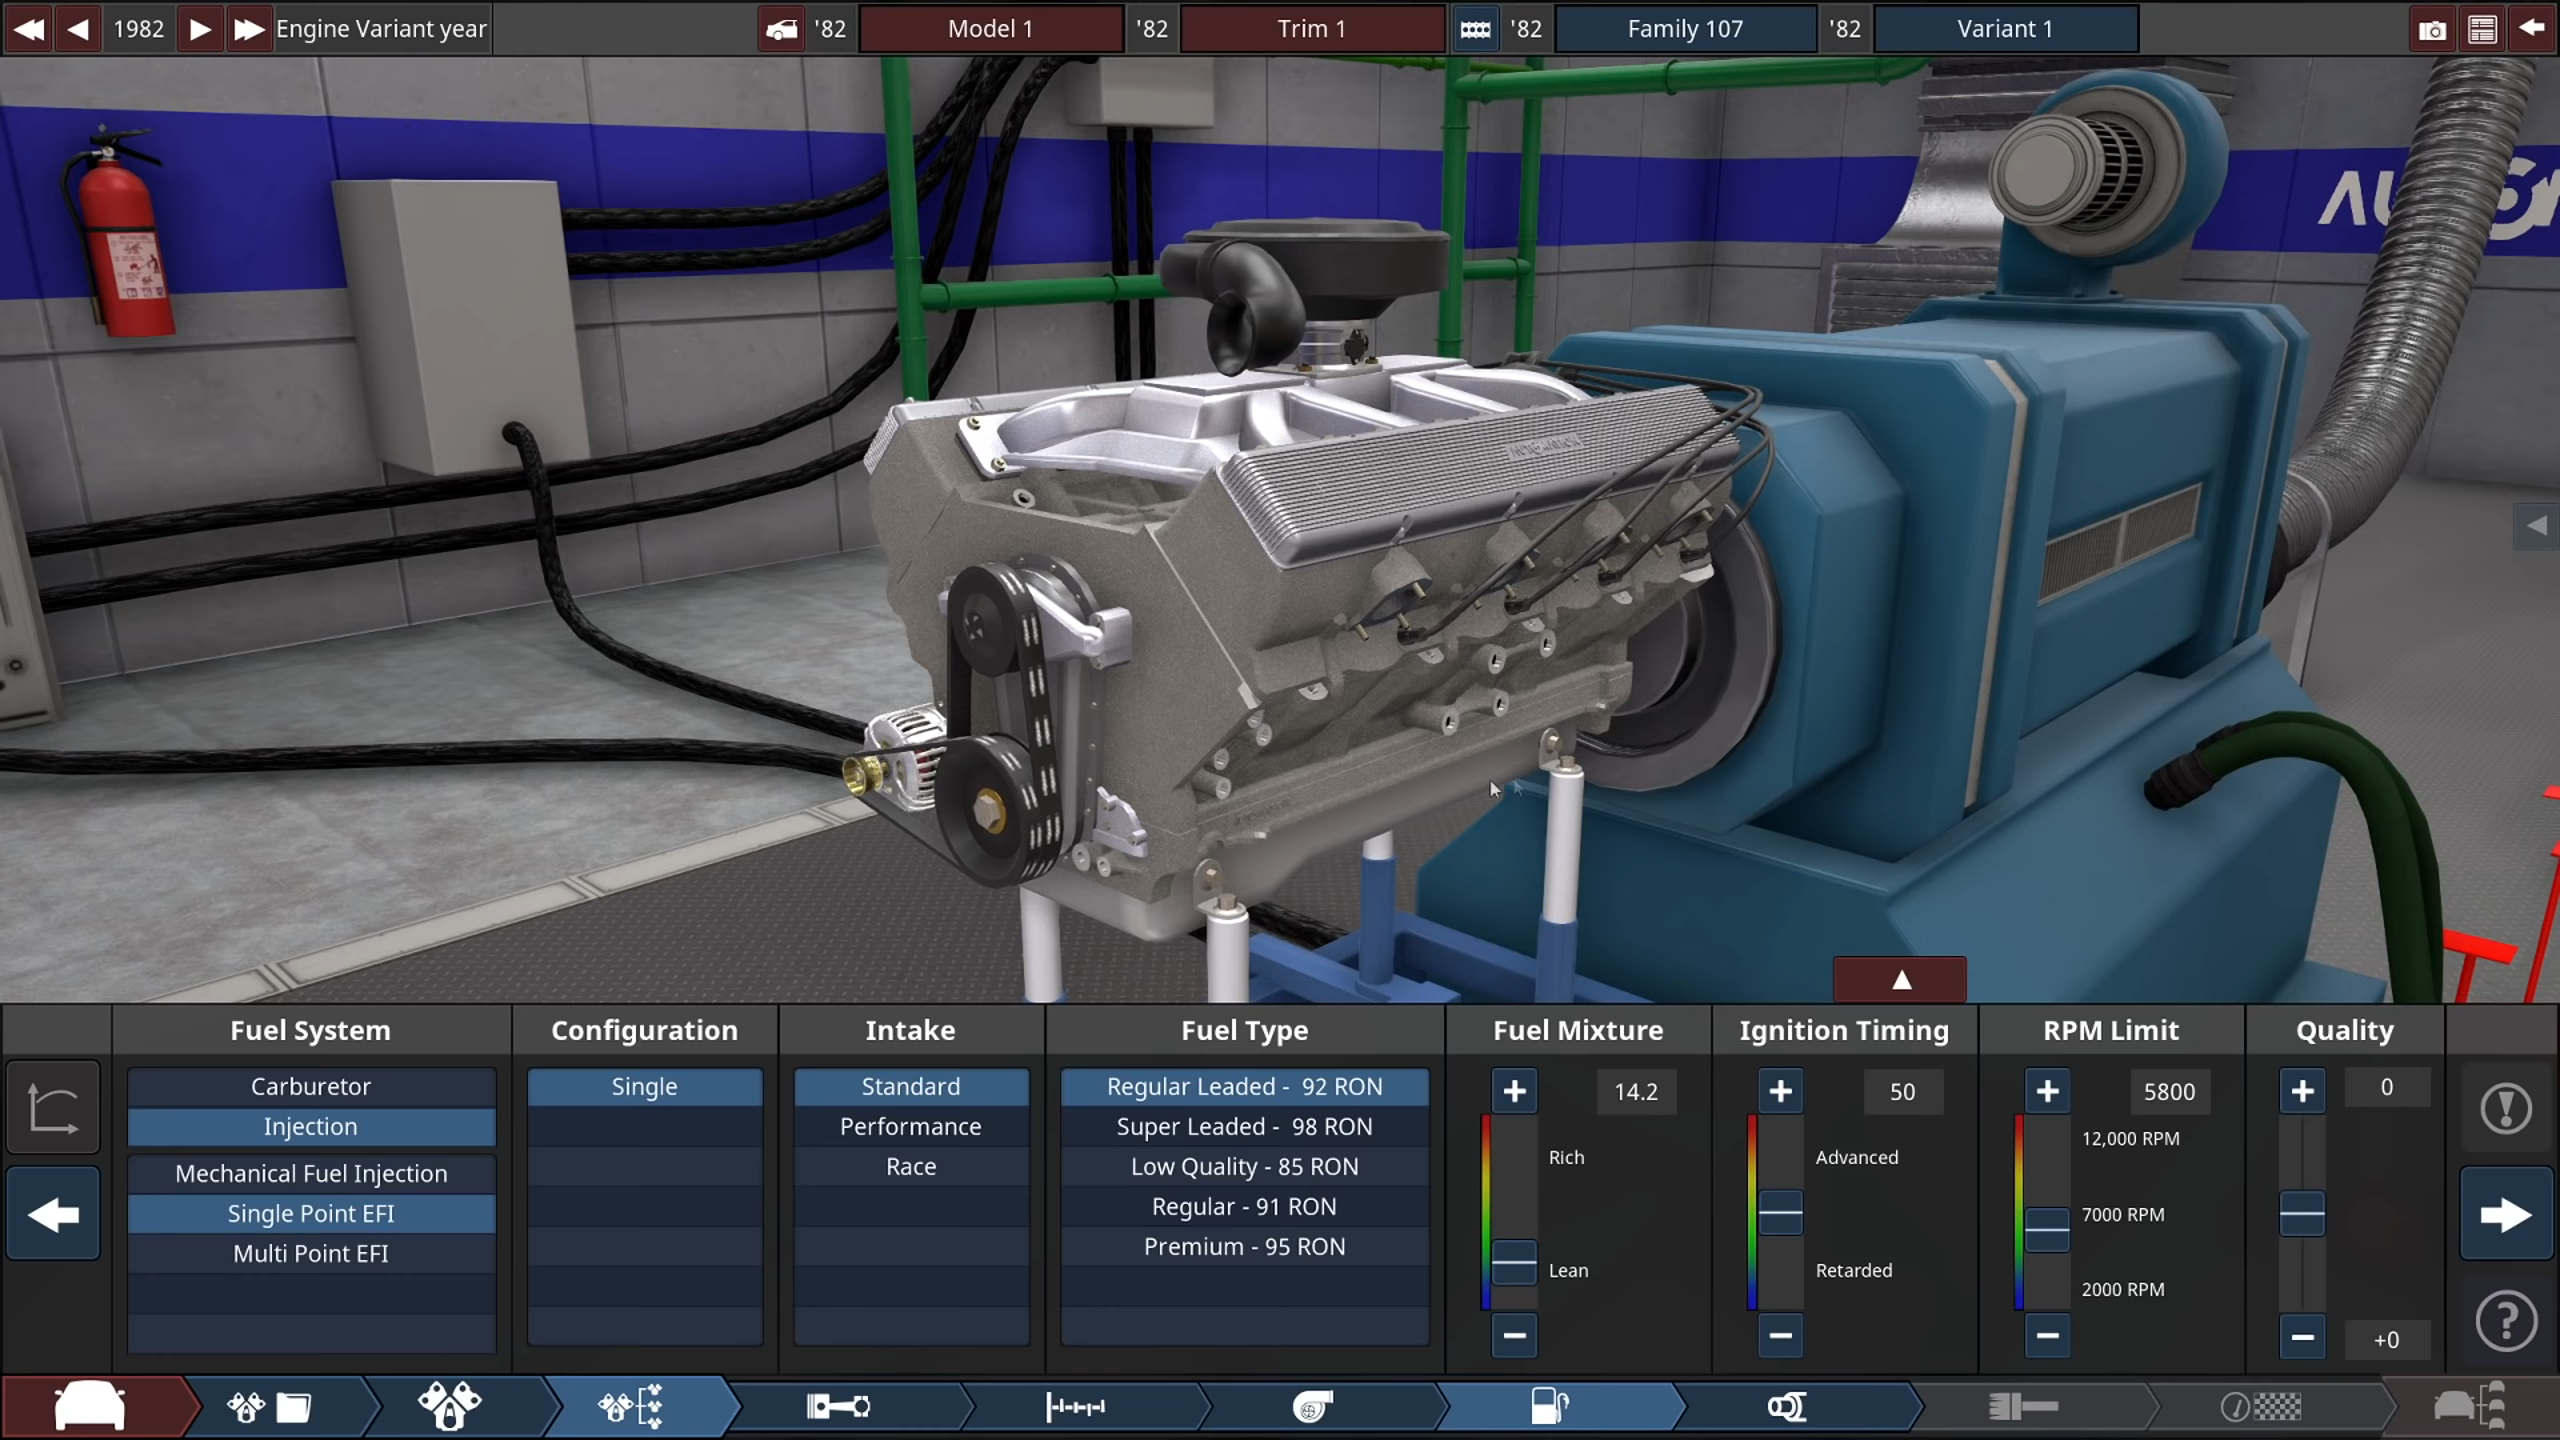 1982 Engine Variant year '82 Model 1 '82 Trim 1 '82 Family 107 '82 Variant 1
Fuel System
Carburetor
Injection
Mechanical Fuel Injection
Single Point EFI
Multi Point EFI
Configuration
Single
Intake
Standard
Performance
Race
Fuel Type
Regular Leaded - 92 RON
Super Leaded - 98 RON
Low Quality - 85 RON
Regular - 91 RON
Premium - 95 RON
Fuel Mixture
14.2
Rich
Lean
Ignition Timing
50
Advanced
Retarded
RPM Limit
5800
12,000 RPM
7000 RPM
2000 RPM
Quality
0
+0